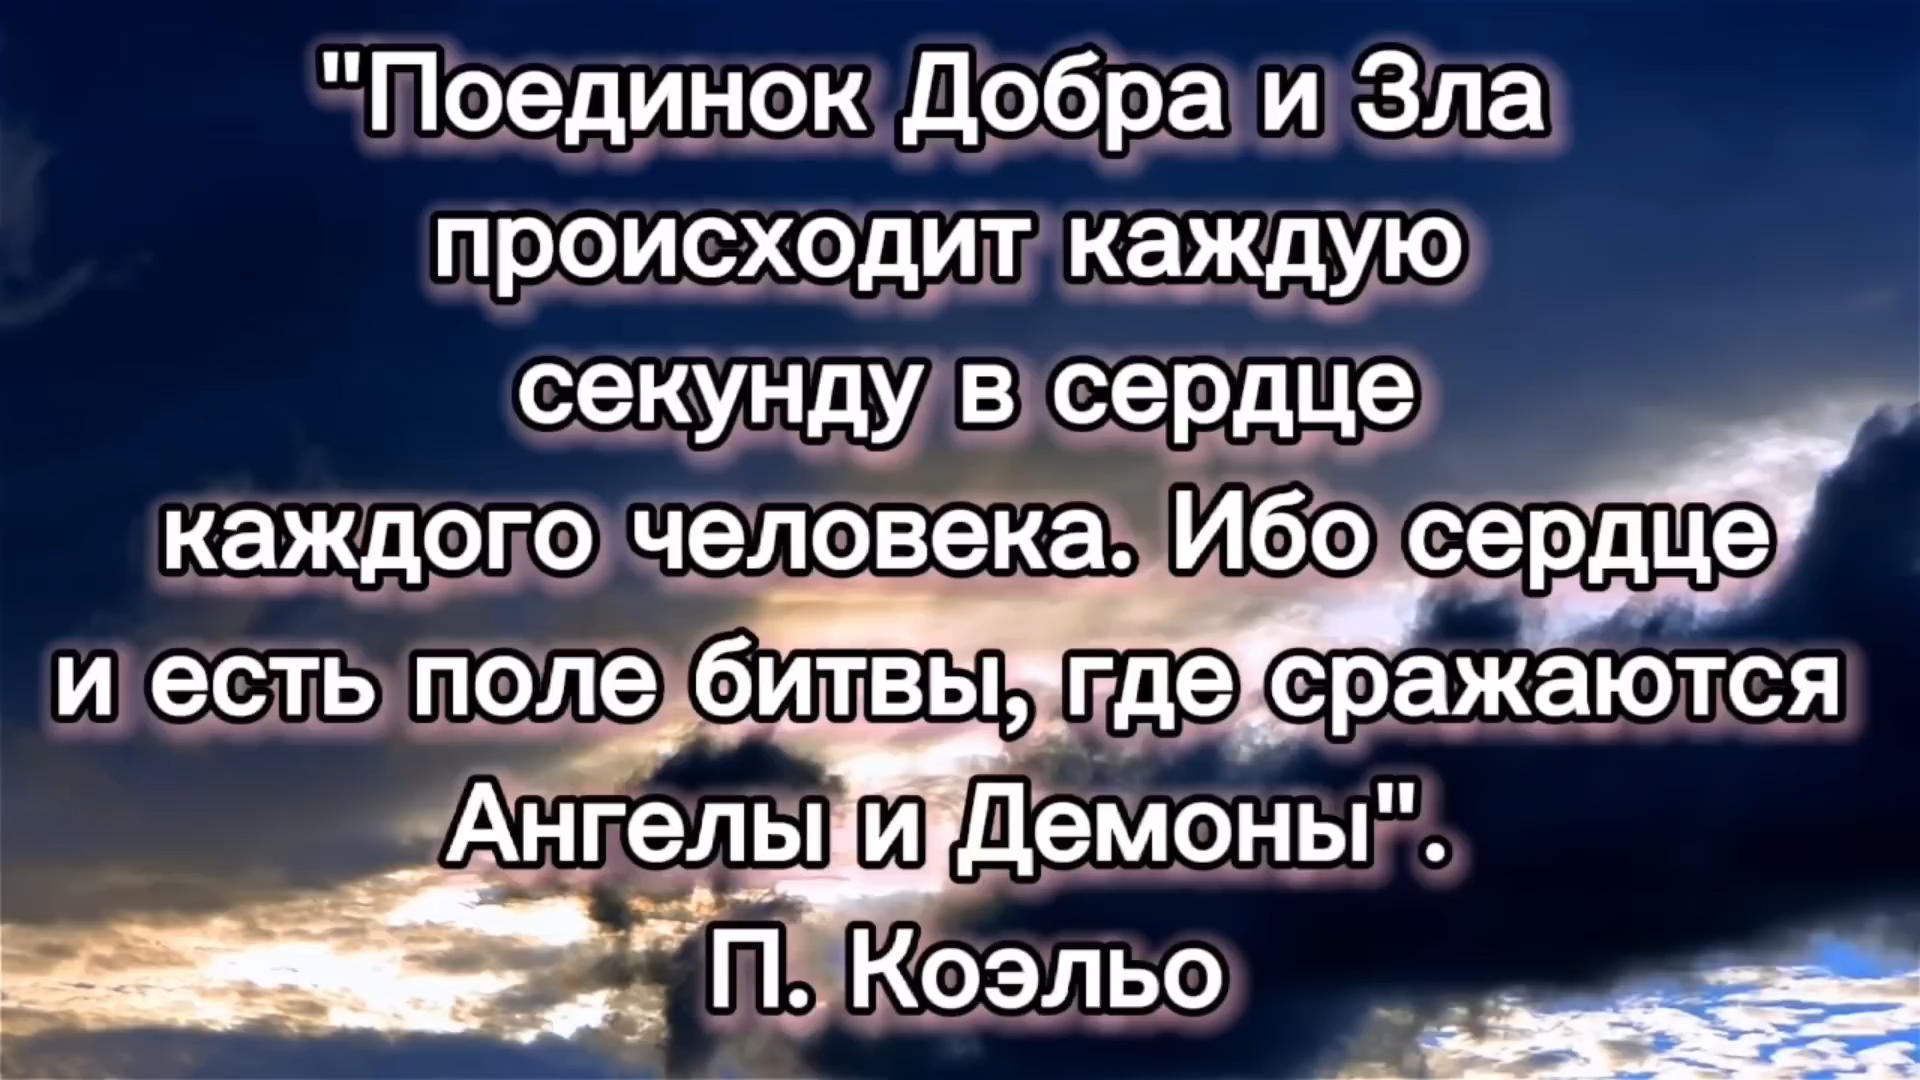 "Поединок Добра и Зла
происходит каждую
секунду в сердце
каждого человека. Ибо сердце
и есть поле битвы, где сражаются
Ангелы и Демоны".
П. Коэльо